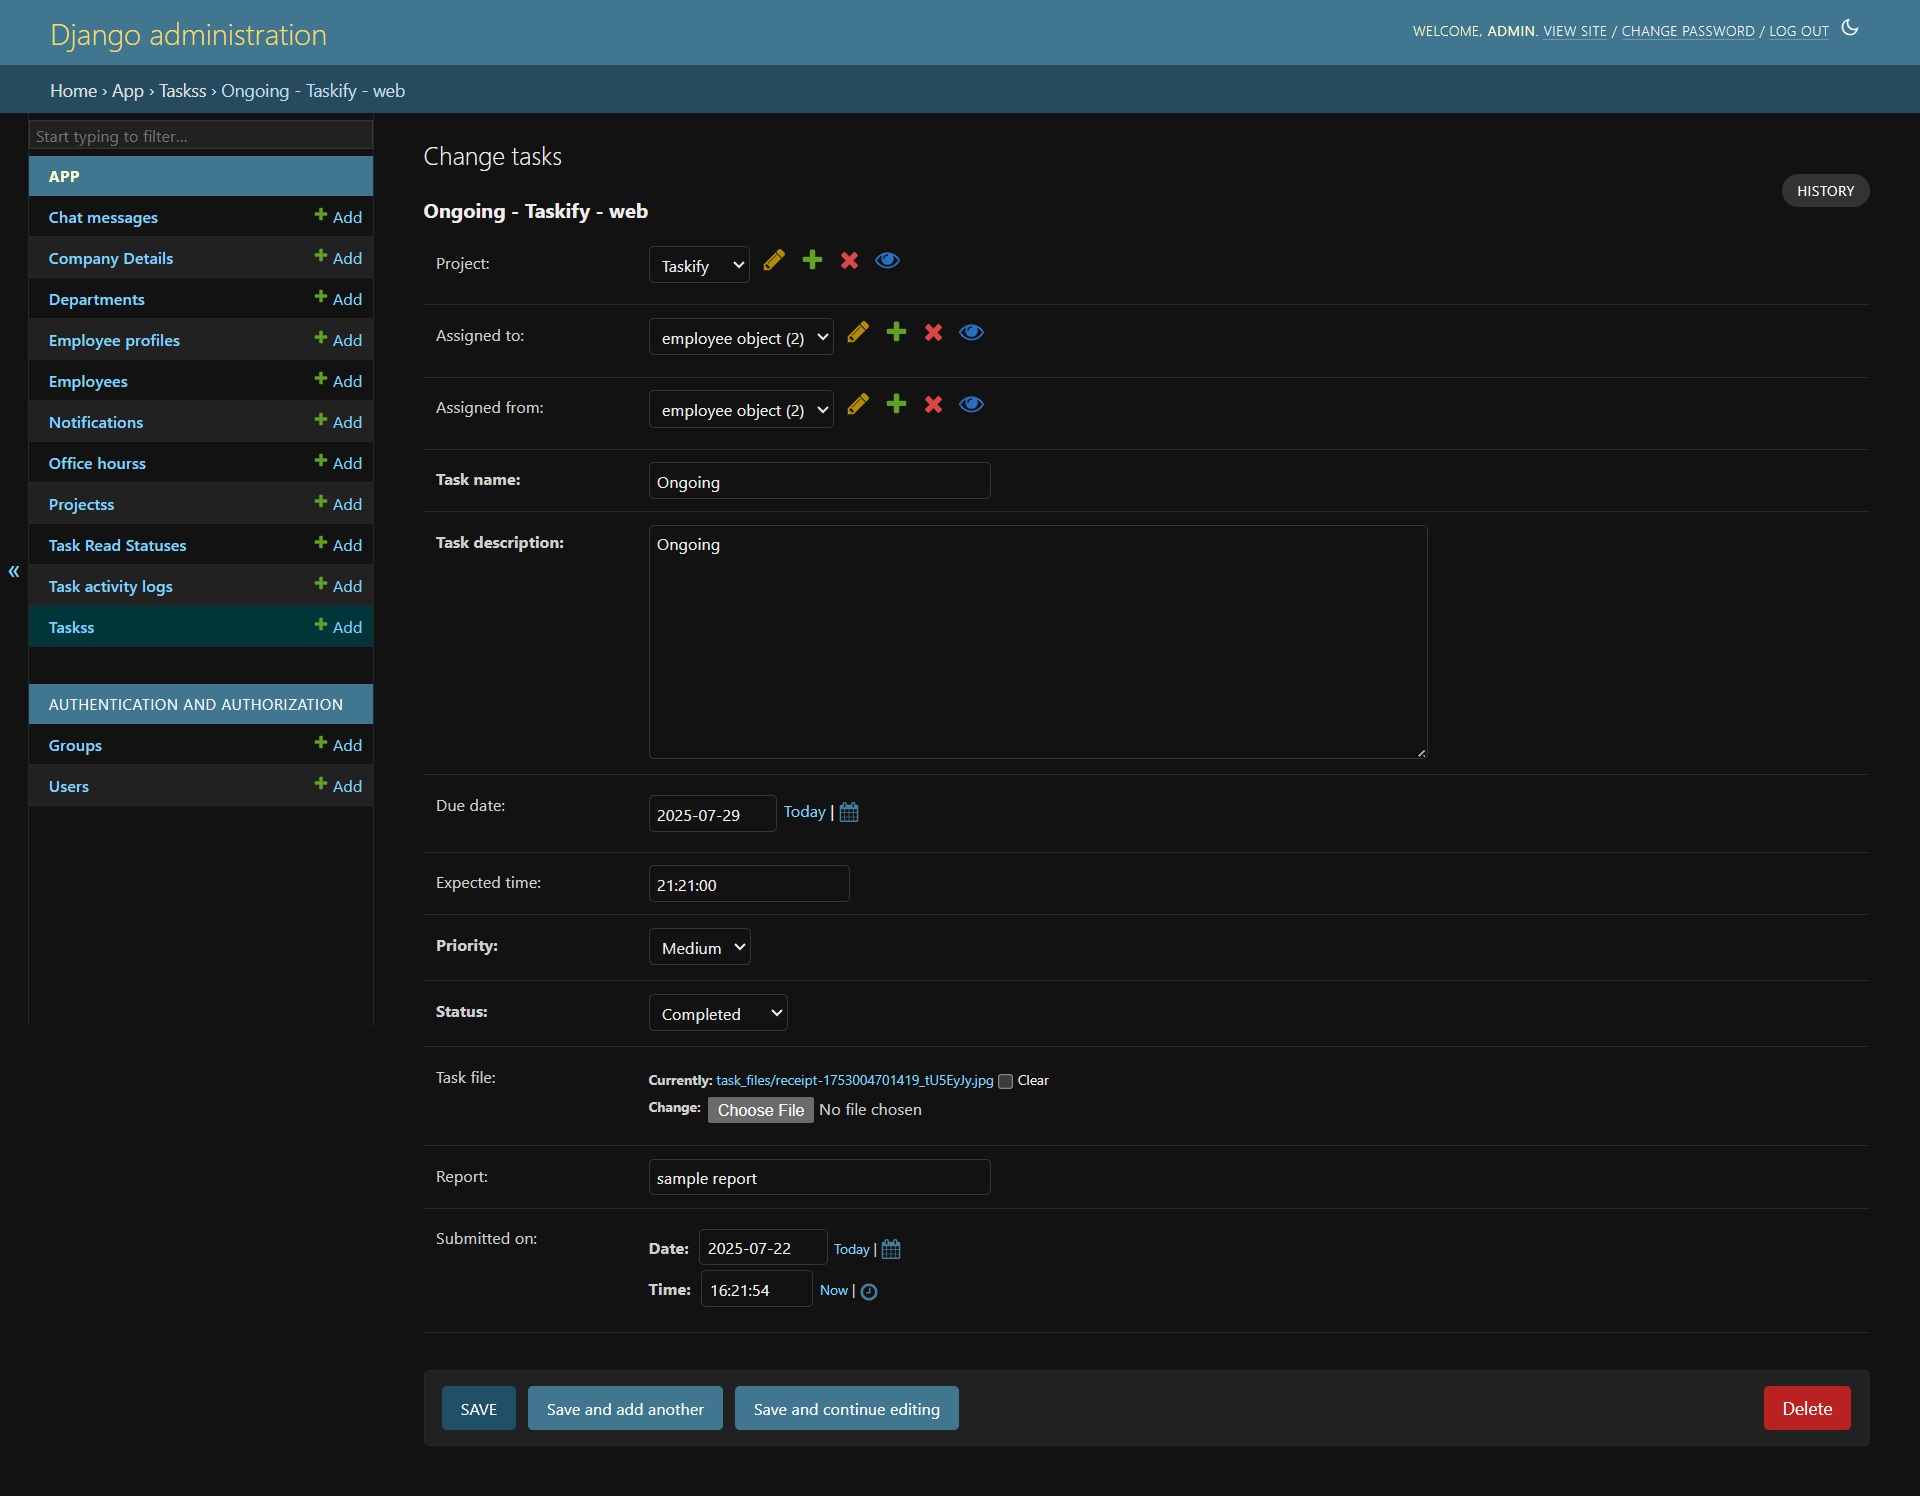 Django administration
WELCOME, ADMIN. VIEW SITE / CHANGE PASSWORD / LOG OUT
Home › App › Taskss › Ongoing - Taskify - web
Start typing to filter...
APP
Chat messages Add
Company Details Add
Departments Add
Employee profiles Add
Employees Add
Notifications Add
Office hourss Add
Projectss Add
Task Read Statuses Add
Task activity logs Add
Taskss Add
AUTHENTICATION AND AUTHORIZATION
Groups Add
Users Add
«
Change tasks
HISTORY
Ongoing - Taskify - web
Project: Taskify
Assigned to: employee object (2)
Assigned from: employee object (2)
Task name: Ongoing
Task description: Ongoing
Due date: 2025-07-29 Today |
Expected time: 21:21:00
Priority: Medium
Status: Completed
Task file: Currently: task_files/receipt-1753004701419_tU5EyJy.jpg Clear
Change: Choose File No file chosen
Report: sample report
Submitted on: Date: 2025-07-22 Today |
Time: 16:21:54 Now |
SAVE Save and add another Save and continue editing Delete